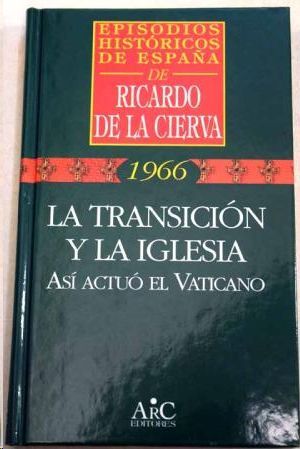 EPISODIOS
HISTÓRICOS
DE ESPAÑA
DE
RICARDO
DE LA CIERVA
1966
LA TRANSICIÓN
Y LA IGLESIA
ASÍ ACTUÓ EL VATICANO
ARC
EDITORES